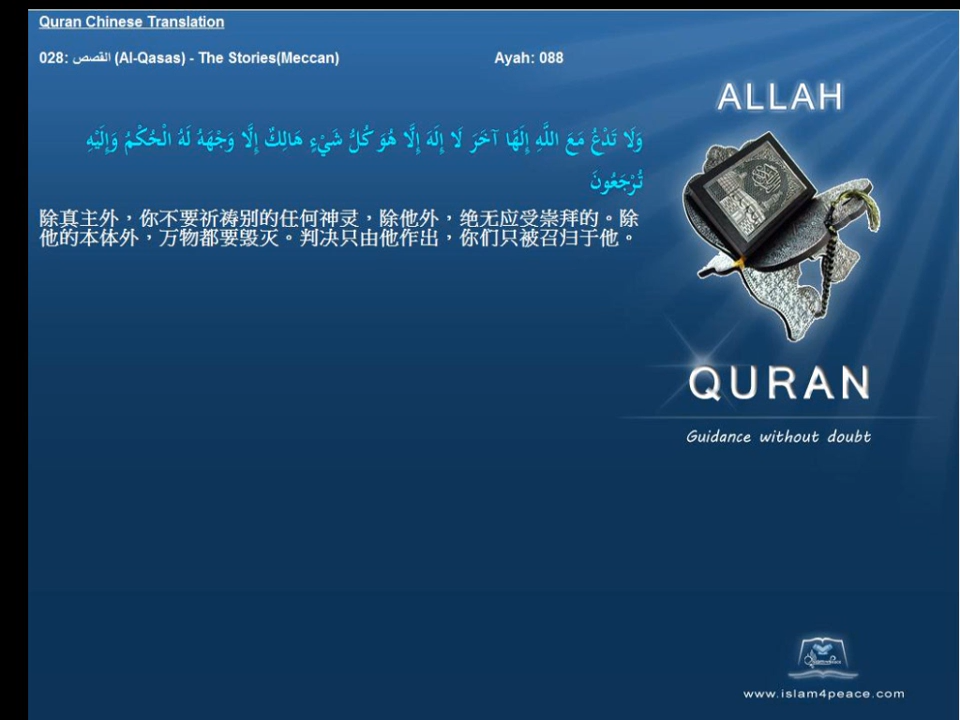 Quran Chinese Translation
028: القصص (Al-Qasas) - The Stories(Meccan) Ayah: 088
ALLAH
وَلَا تَدْعُ مَعَ اللَّهِ إِلَهًا آخَرَ لَا إِلَهَ إِلَّا هُوَ كُلُّ شَيْءٍ هَالِكٌ إِلَّا وَجْهَهُ لَهُ الْحُكْمُ وَإِلَيْهِ
تُرْجَعُونَ
除真主外，你不要祈祷别的任何神灵，除他外，绝无应受崇拜的。除
他的本体外，万物都要毁灭。判决只由他作出，你们只被召归于他。
QURAN
Guidance without doubt
www.islam4peace.com